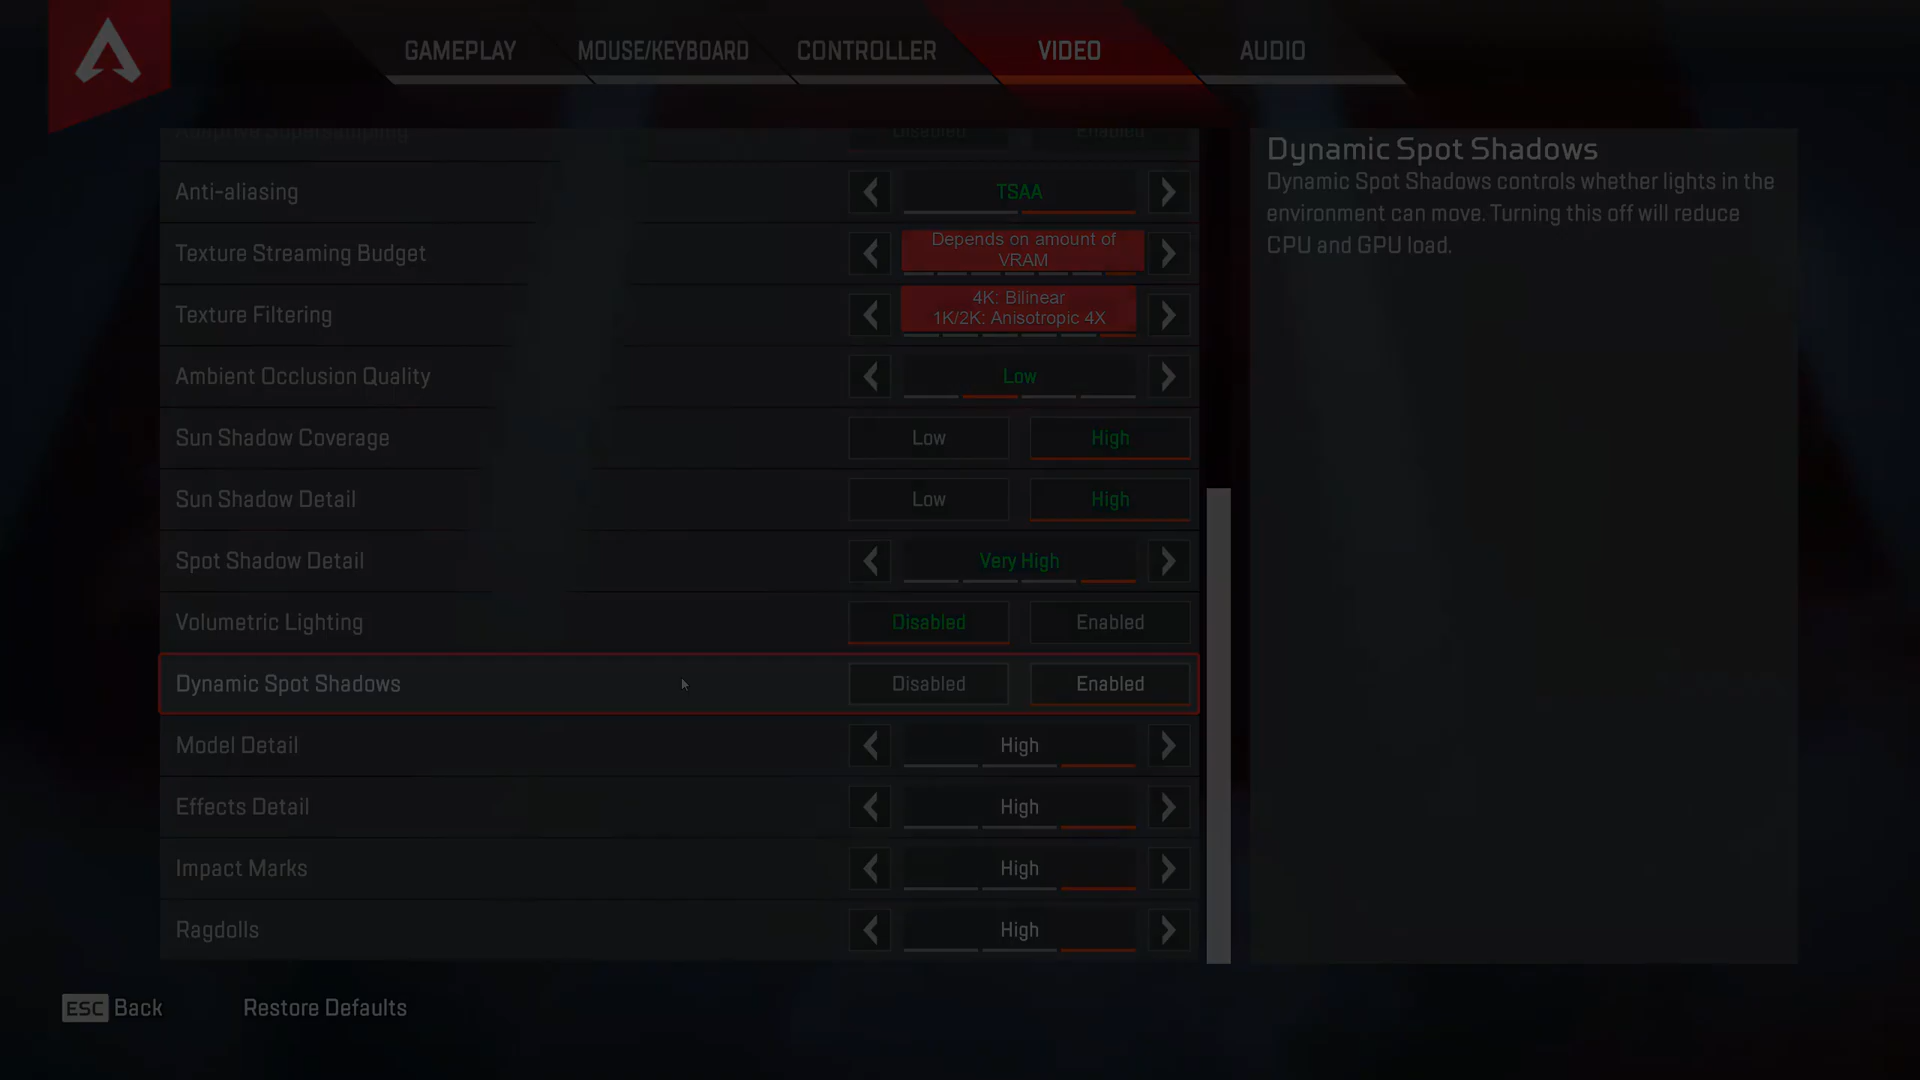 GAMEPLAY MOUSE/KEYBOARD CONTROLLER VIDEO AUDIO
Adaptive Supersampling Disabled Enabled
Anti-aliasing TSAA
Texture Streaming Budget Depends on amount of
VRAM
Texture Filtering 4K: Bilinear
1K/2K: Anisotropic 4X
Ambient Occlusion Quality Low
Sun Shadow Coverage Low High
Sun Shadow Detail Low High
Spot Shadow Detail Very High
Volumetric Lighting Disabled Enabled
Dynamic Spot Shadows Disabled Enabled
Model Detail High
Effects Detail High
Impact Marks High
Ragdolls High
Dynamic Spot Shadows
Dynamic Spot Shadows controls whether lights in the
environment can move. Turning this off will reduce
CPU and GPU load.
ESC Back Restore Defaults